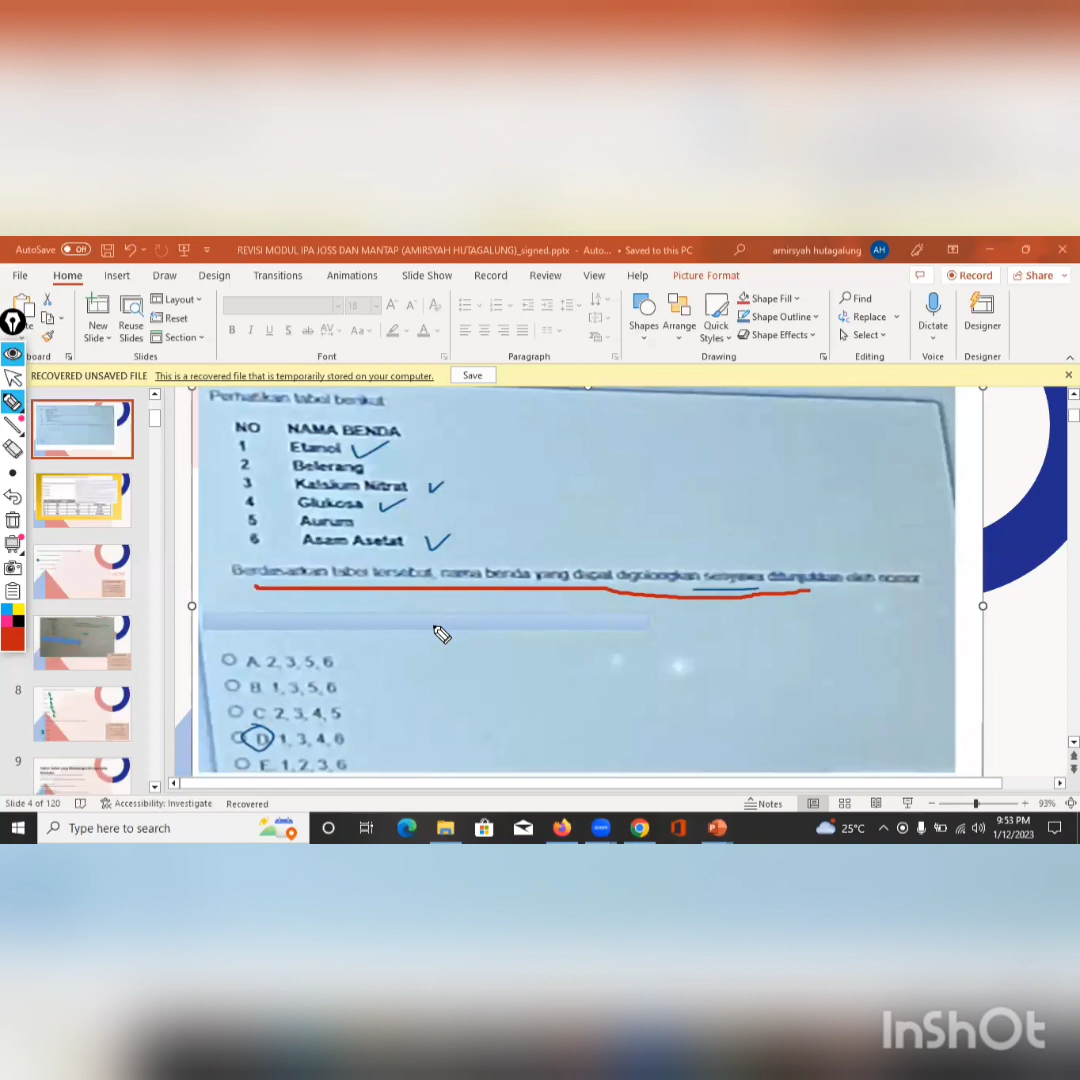 AutoSave Off REVISI MODUL IPA JOSS DAN MANTAP (AMIRSYAH HUTAGALUNG)_signed.pptx - Auto... • Saved to this PC amirsyah hutagalung AH
File Home Insert Draw Design Transitions Animations Slide Show Record Review View Help Picture Format Record Share
New Slide Reuse Slides Layout Reset Section 18 Shapes Arrange Quick Styles Shape Fill Shape Outline Shape Effects Find Replace Select Dictate Designer
B I U S ab AV Aa A
board Slides Font Paragraph Drawing Editing Voice Designer
RECOVERED UNSAVED FILE This is a recovered file that is temporarily stored on your computer. Save
Perhatikan tabel berikut
NO NAMA BENDA
1 Etanol
2 Belerang
3 Kalsium Nitrat
4 Glukosa
5 Aurum
6 Asam Asetat
Berdasarkan tabel tersebut, nama benda yang dapat digolongkan senyawa ditunjukkan oleh nomor
A. 2, 3, 5, 6
B. 1, 3, 5, 6
C. 2, 3, 4, 5
D. 1, 3, 4, 6
E. 1, 2, 3, 6
8
9
Slide 4 of 120 Accessibility: Investigate Recovered Notes 93%
Type here to search 25°C 9:53 PM
1/12/2023
InShOt